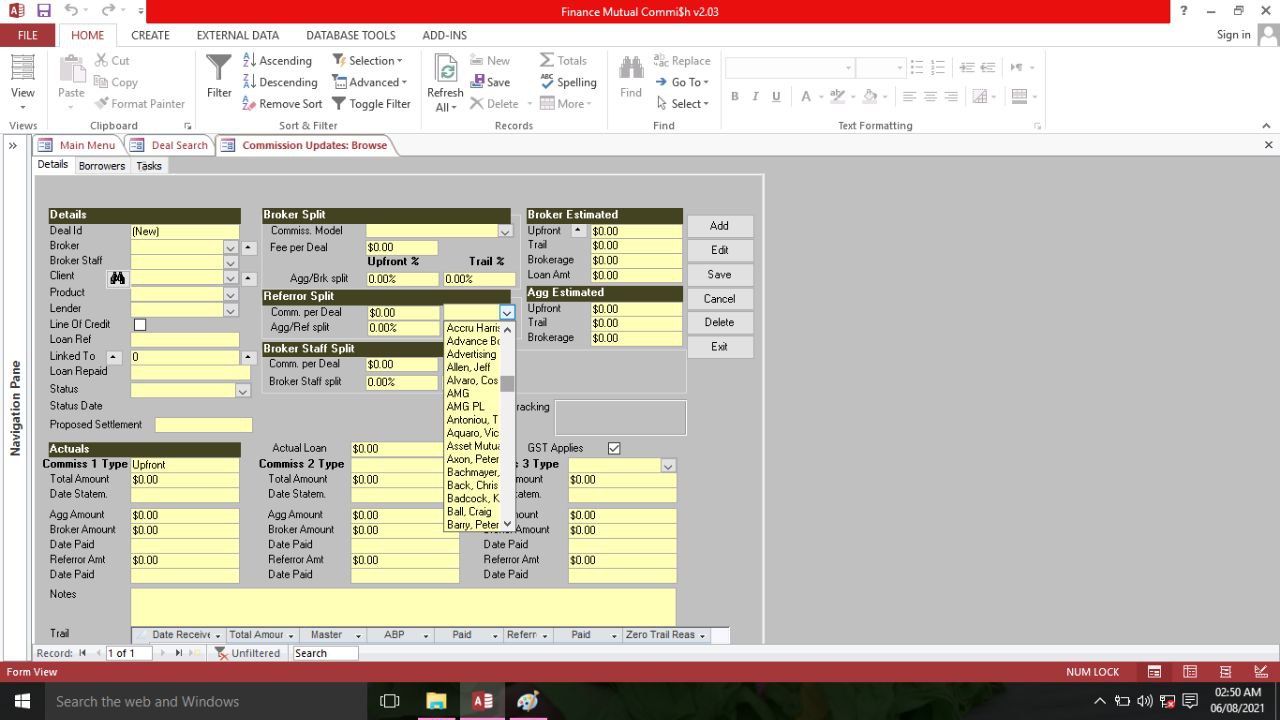 Finance Mutual Commi$h v2.03
?
FILE HOME CREATE EXTERNAL DATA DATABASE TOOLS ADD-INS Sign in
View
Views
Paste
Cut
Copy
Format Painter
Clipboard
Filter
Ascending
Descending
Remove Sort
Selection
Advanced
Toggle Filter
Sort & Filter
Refresh All
New
Save
Delete
Totals
Spelling
More
Records
Find
Replace
Go To
Select
Find
B I U A
Text Formatting
Main Menu Deal Search Commission Updates: Browse
Details Borrowers Tasks
Navigation Pane
Details
Deal Id (New)
Broker
Broker Staff
Client
Product
Lender
Line Of Credit
Loan Ref
Linked To 0
Loan Repaid
Status
Status Date
Proposed Settlement
Broker Split
Commiss. Model
Fee per Deal $0.00
Upfront % Trail %
Agg/Brk split 0.00% 0.00%
Referror Split
Comm. per Deal $0.00
Agg/Ref split 0.00%
Broker Staff Split
Comm. per Deal $0.00
Broker Staff split 0.00%
Accru Harris
Advance Bo
Advertising
Allen, Jeff
Alvaro, Cos
AMG
AMG PL
Antoniou, T
Aquaro, Vic
Asset Mutua
Axon, Peter
Bachmayer,
Back, Chris
Badcock, K
Ball, Craig
Barry, Peter
Broker Estimated
Upfront $0.00
Trail $0.00
Brokerage $0.00
Loan Amt $0.00
Agg Estimated
Upfront $0.00
Trail $0.00
Brokerage $0.00
racking
Add
Edit
Save
Cancel
Delete
Exit
Actuals Actual Loan $0.00 GST Applies
Commiss 1 Type Upfront Commiss 2 Type 3 Type
Total Amount $0.00 Total Amount $0.00 mount $0.00
Date Statem. Date Statem. tem.
Agg Amount $0.00 Agg Amount $0.00 ount $0.00
Broker Amount $0.00 Broker Amount $0.00 mount $0.00
Date Paid Date Paid Date Paid
Referror Amt $0.00 Referror Amt $0.00 Referror Amt $0.00
Date Paid Date Paid Date Paid
Notes
Trail Date Receive Total Amour Master ABP Paid Referr Paid Zero Trail Reas
Record: 1 of 1 Unfiltered Search
Form View NUM LOCK
Search the web and Windows
02:50 AM
06/08/2021